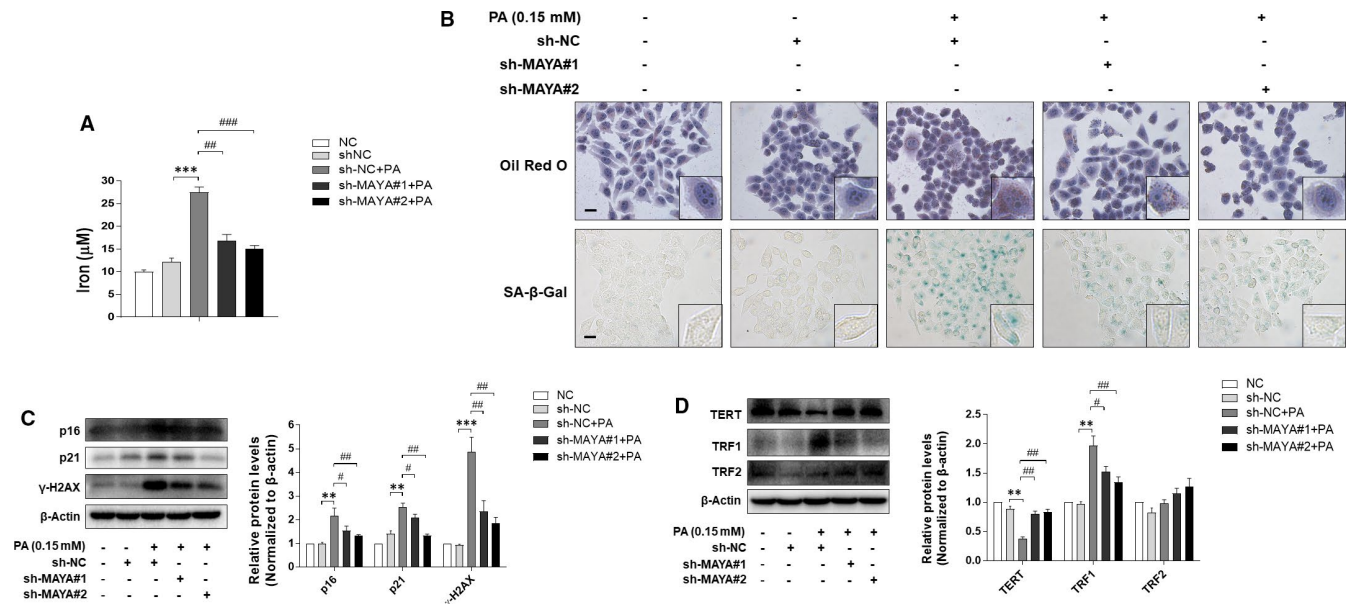 A
###
##
***
Iron (μM)
35
30
25
20
15
10
5
0
NC
shNC
sh-NC+PA
sh-MAYA#1+PA
sh-MAYA#2+PA
B
PA (0.15 mM) - - + + +
sh-NC - + + - -
sh-MAYA#1 - - - + -
sh-MAYA#2 - - - - +
Oil Red O
SA-β-Gal
C
p16
p21
γ-H2AX
β-Actin
PA (0.15 mM) - - + + +
sh-NC - + + - -
sh-MAYA#1 - - - + -
sh-MAYA#2 - - - - +
NC
sh-NC
sh-NC+PA
sh-MAYA#1+PA
sh-MAYA#2+PA
Relative protein levels
(Normalized to β-actin)
6
5
4
3
2
1
0
##
#
**
##
#
**
##
##
***
p16
p21
γ-H2AX
D
TERT
TRF1
TRF2
β-Actin
PA (0.15 mM) - - + + +
sh-NC - + + - -
sh-MAYA#1 - - - + -
sh-MAYA#2 - - - - +
NC
sh-NC
sh-NC+PA
sh-MAYA#1+PA
sh-MAYA#2+PA
Relative protein levels
(Normalized to β-actin)
2.5
2.0
1.5
1.0
0.5
0.0
##
##
**
##
#
**
TERT
TRF1
TRF2